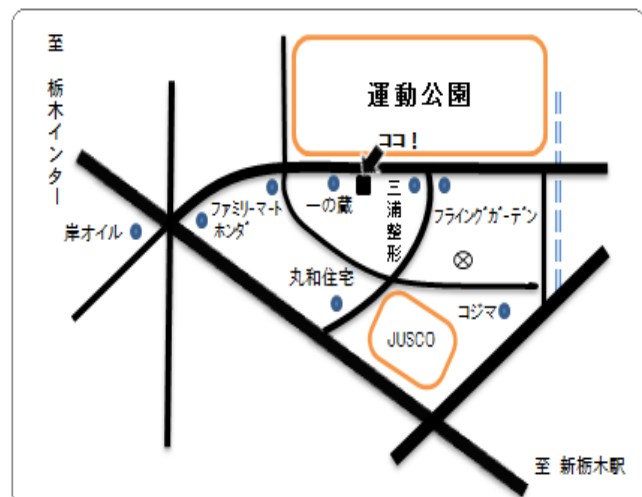 至 栃木インター
運動公園
ココ！
岸オイル
ファミリーマート
ホンダ
一の蔵
三浦整形
フライングガーデン
丸和住宅
コジマ
JUSCO
至 新栃木駅